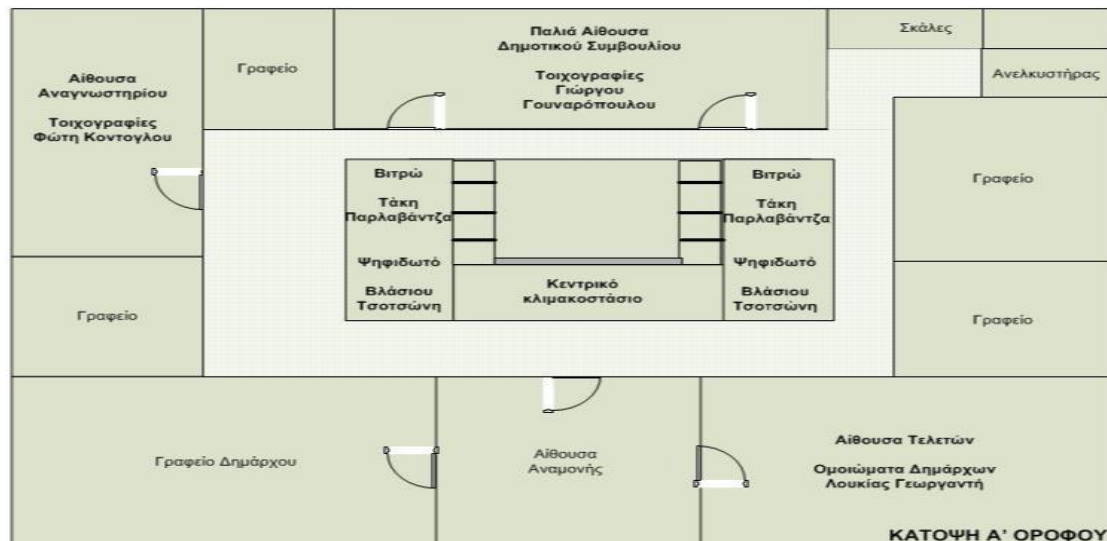 Αίθουσα
Αναγνωστηρίου
Τοιχογραφίες
Φώτη Κοντογλου
Γραφείο
Παλιά Αίθουσα
Δημοτικού Συμβουλίου
Τοιχογραφίες
Γιώργου
Γουναρόπουλου
Σκάλες
Ανελκυστήρας
Γραφείο
Βιτρώ
Τάκη
Παρλαβάντζα
Ψηφιδωτό
Βλάσιου
Τσοτσώνη
Κεντρικό
κλιμακοστάσιο
Βιτρώ
Τάκη
Παρλαβάντζα
Ψηφιδωτό
Βλάσιου
Τσοτσώνη
Γραφείο
Γραφείο
Γραφείο Δημάρχου
Αίθουσα
Αναμονής
Αίθουσα Τελετών
Ομοιώματα Δημάρχων
Λουκίας Γεωργαντή
ΚΑΤΟΨΗ Α' ΟΡΟΦΟΥ